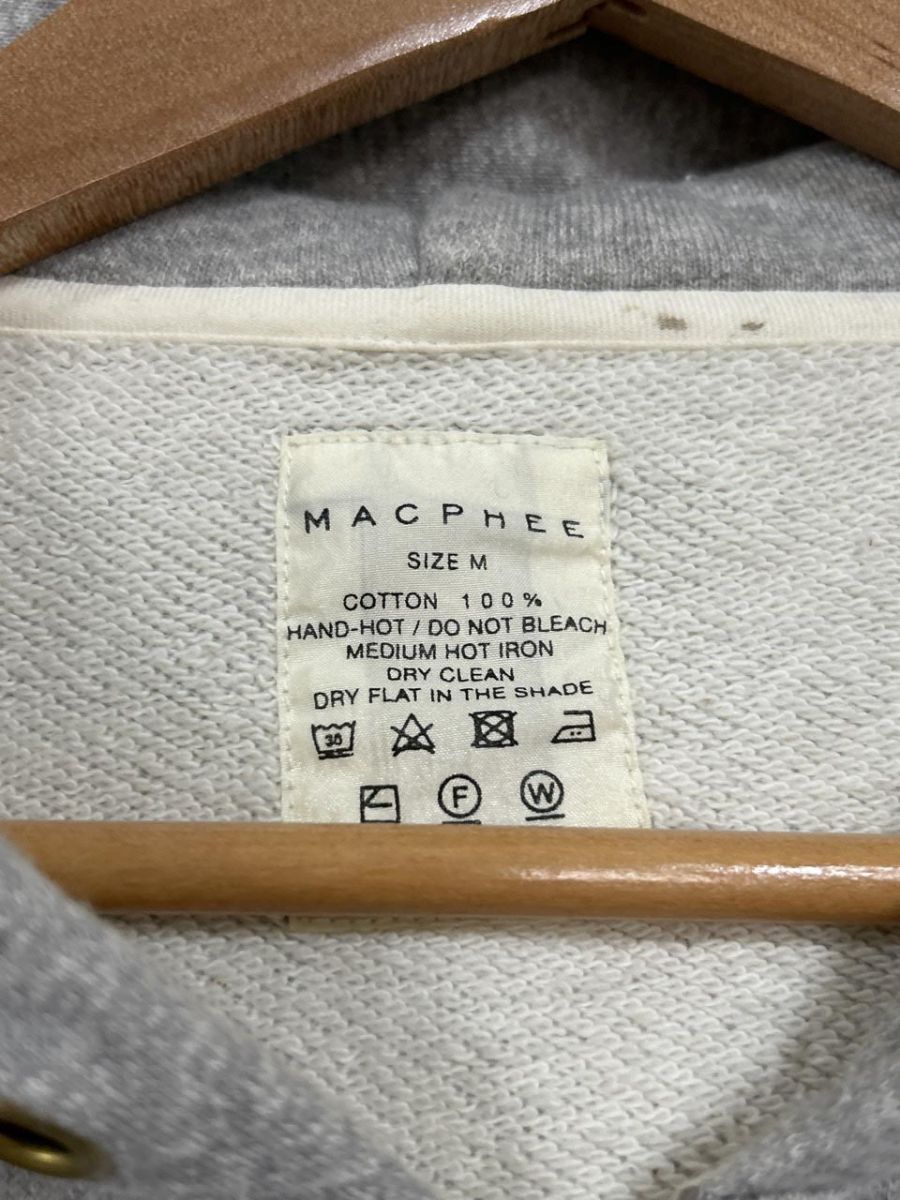 MACPHEE
SIZE M
COTTON 100%
HAND-HOT / DO NOT BLEACH
MEDIUM HOT IRON
DRY CLEAN
DRY FLAT IN THE SHADE
30
F W